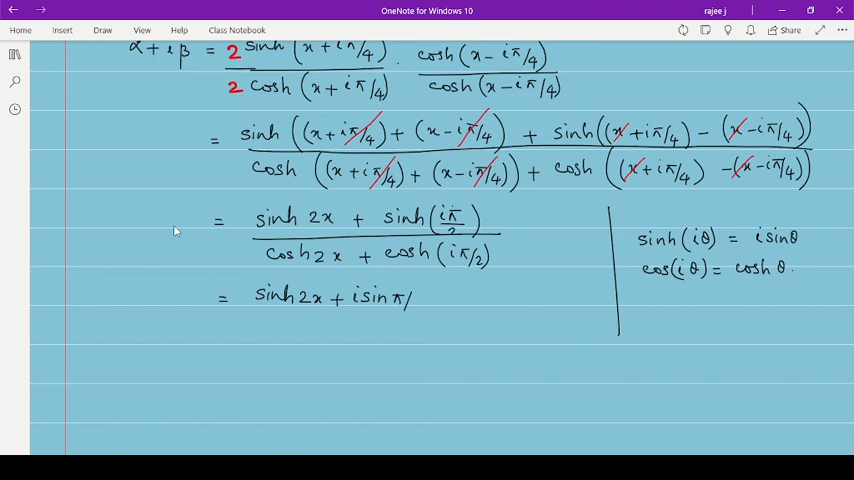 OneNote for Windows 10
rajee j
Home Insert Draw View Help Class Notebook Share
α + iβ = 2 sinh (x + iπ/4) . cosh (x − iπ/4)
2 cosh (x + iπ/4) cosh (x − iπ/4)
= sinh ((x + iπ/4) + (x − iπ/4)) + sinh ((x + iπ/4) − (x − iπ/4))
cosh ((x + iπ/4) + (x − iπ/4)) + cosh ((x + iπ/4) − (x − iπ/4))
= sinh 2x + sinh (iπ/2)
cosh 2x + cosh (iπ/2)
sinh (iθ) = i sinθ
cos(iθ) = cosh θ.
= sinh 2x + i sin π/